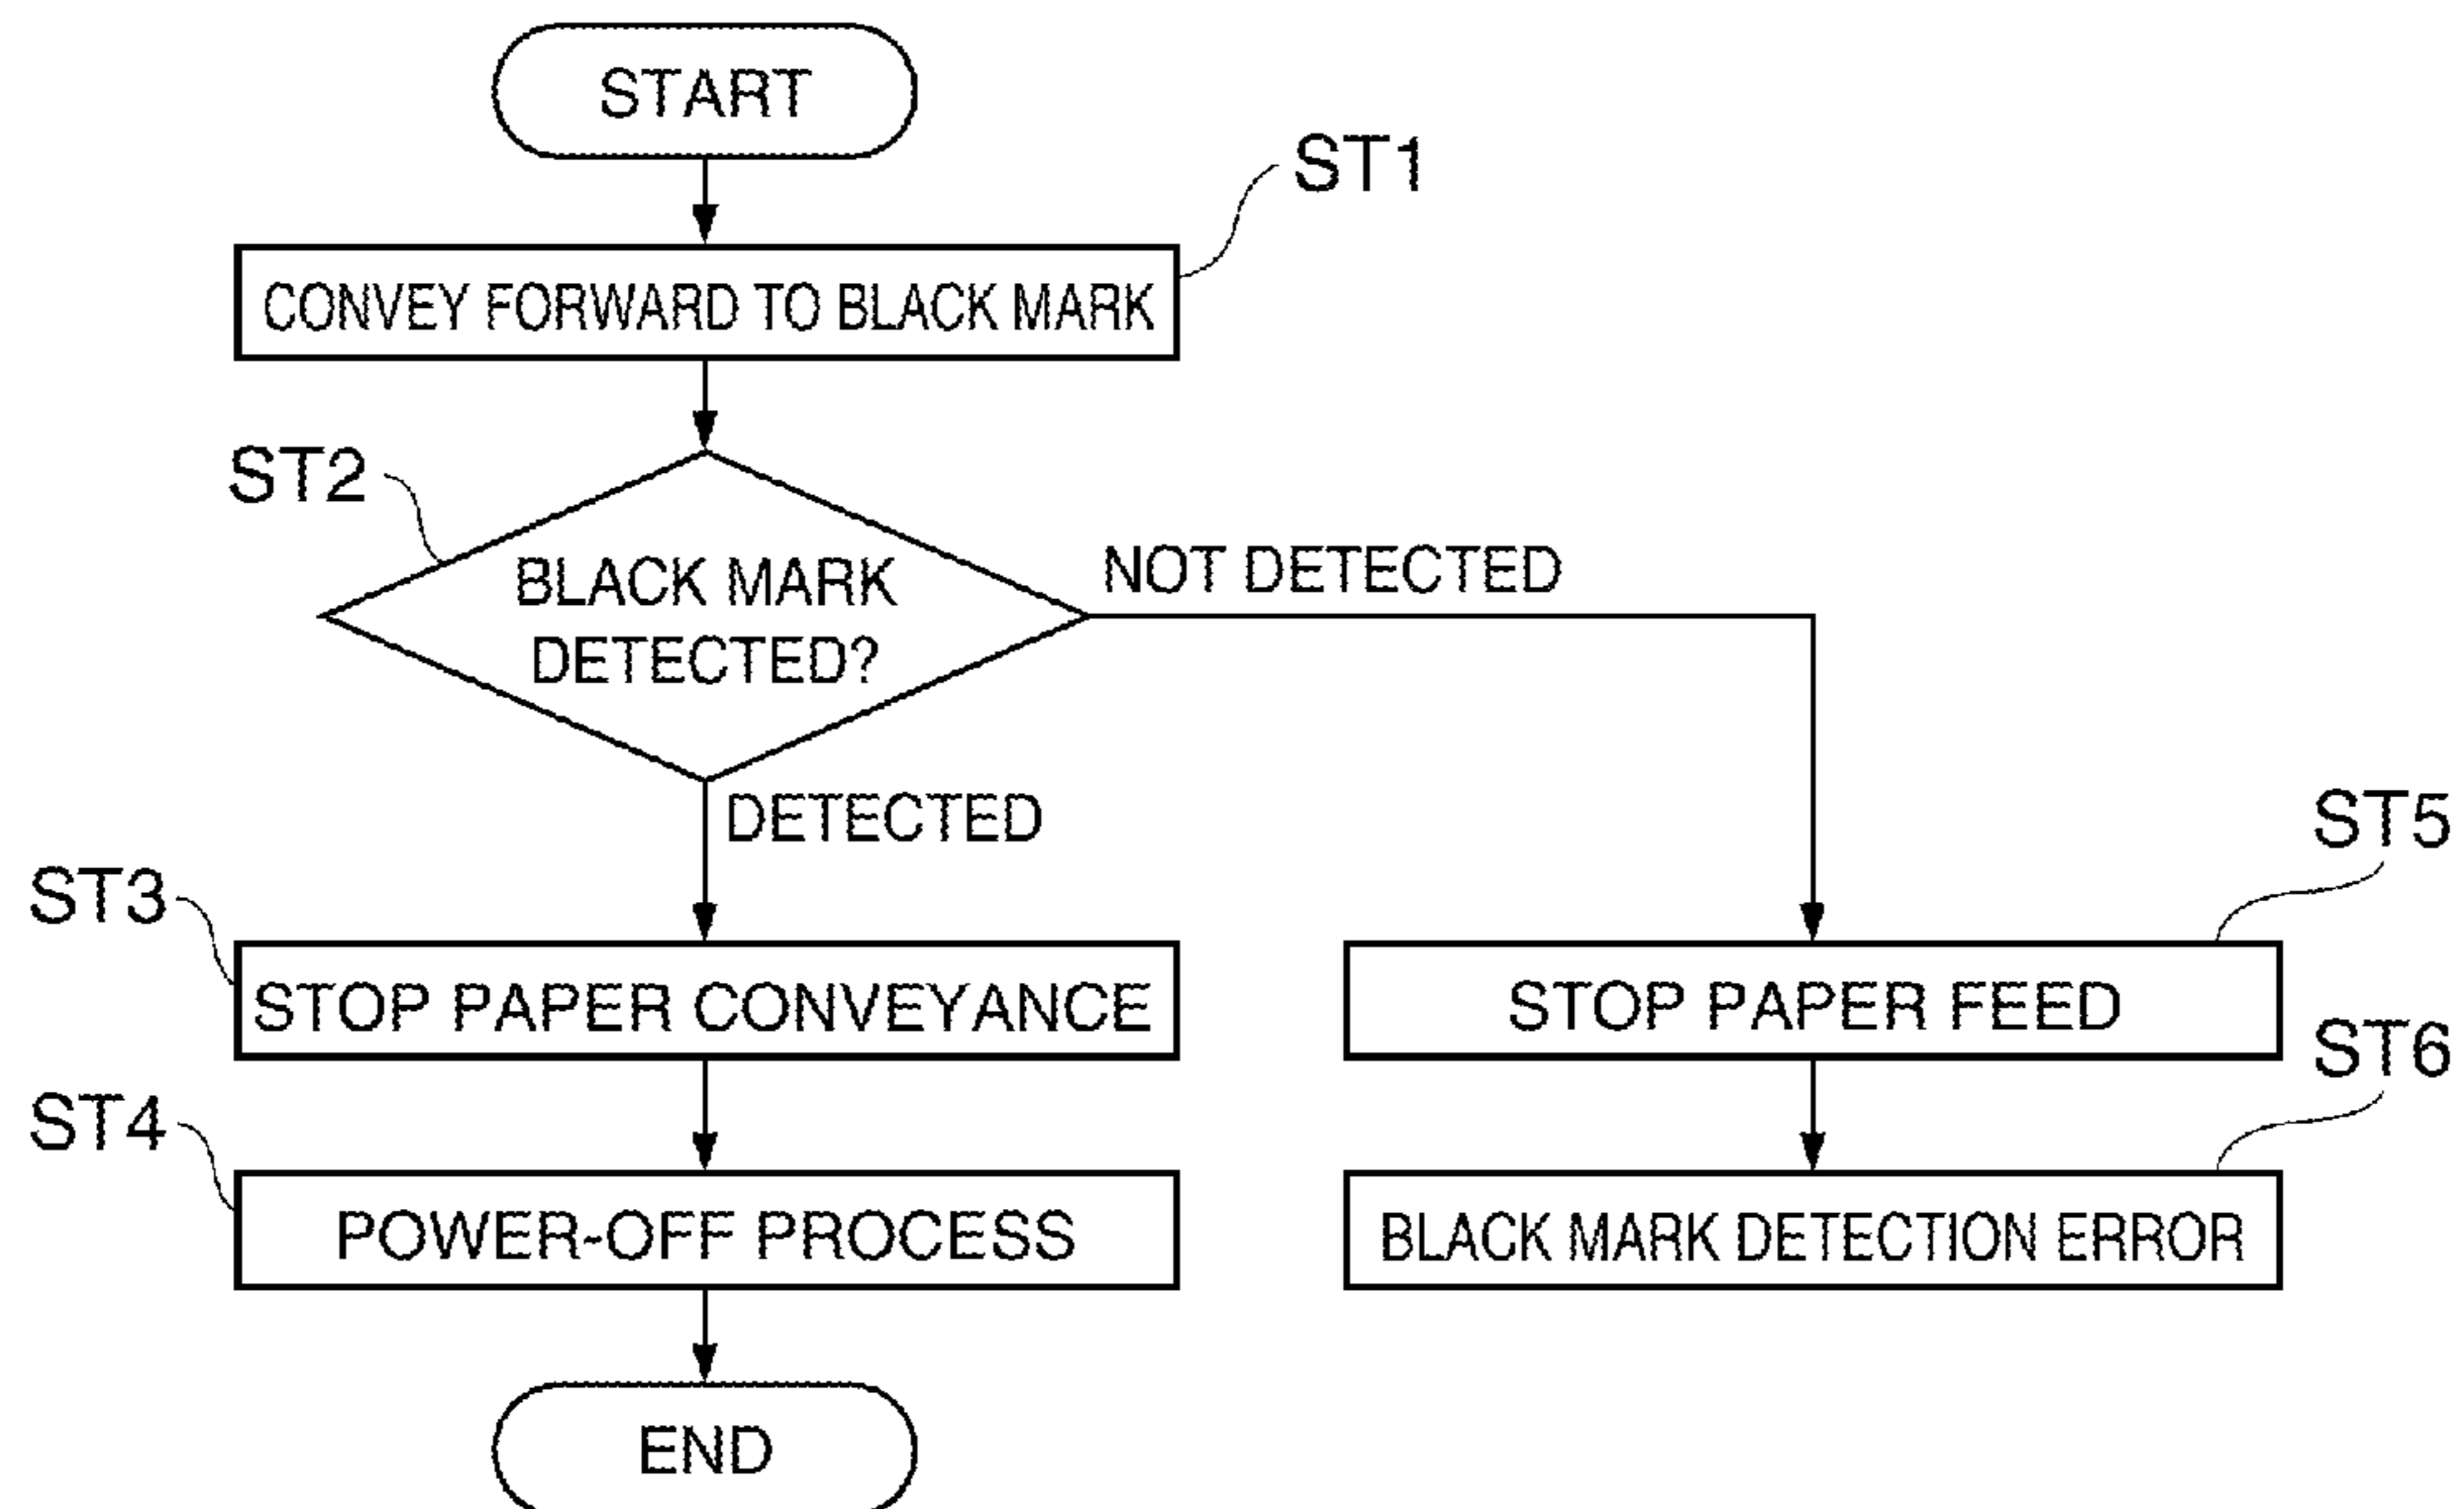 START
ST1
CONVEY FORWARD TO BLACK MARK
ST2
BLACK MARK
DETECTED?
NOT DETECTED
DETECTED
ST3
STOP PAPER CONVEYANCE
ST5
STOP PAPER FEED
ST4
POWER-OFF PROCESS
ST6
BLACK MARK DETECTION ERROR
END